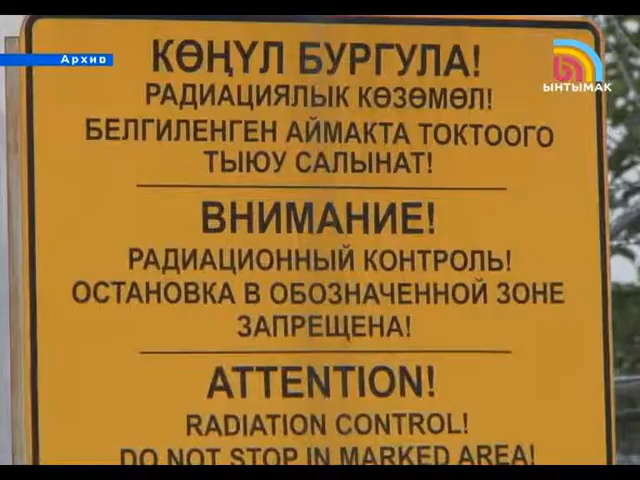 Архив
ЫНТЫМАК
КӨҢҮЛ БУРГУЛА!
РАДИАЦИЯЛЫК КӨЗӨМӨЛ!
БЕЛГИЛЕНГЕН АЙМАКТА ТОКТООГО
ТЫЮУ САЛЫНАТ!
ВНИМАНИЕ!
РАДИАЦИОННЫЙ КОНТРОЛЬ!
ОСТАНОВКА В ОБОЗНАЧЕННОЙ ЗОНЕ
ЗАПРЕЩЕНА!
ATTENTION!
RADIATION CONTROL!
DO NOT STOP IN MARKED AREA!